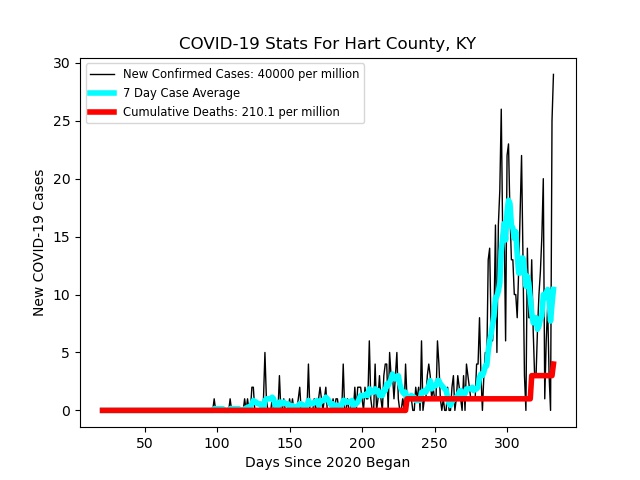 COVID-19 Stats For Hart County, KY
New Confirmed Cases: 40000 per million
7 Day Case Average
Cumulative Deaths: 210.1 per million
New COVID-19 Cases
30
25
20
15
10
5
0
50 100 150 200 250 300
Days Since 2020 Began